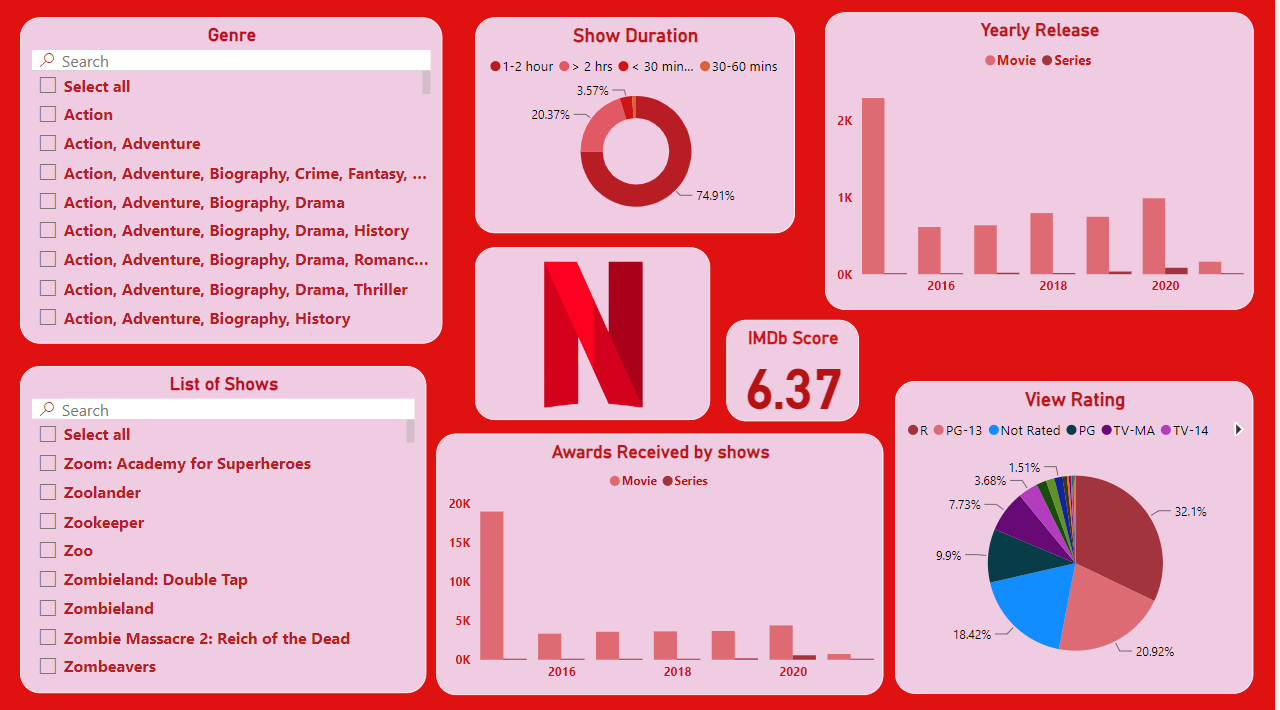 Genre
Search
Select all
Action
Action, Adventure
Action, Adventure, Biography, Crime, Fantasy, ...
Action, Adventure, Biography, Drama
Action, Adventure, Biography, Drama, History
Action, Adventure, Biography, Drama, Romanc...
Action, Adventure, Biography, Drama, Thriller
Action, Adventure, Biography, History
List of Shows
Search
Select all
Zoom: Academy for Superheroes
Zoolander
Zookeeper
Zoo
Zombieland: Double Tap
Zombieland
Zombie Massacre 2: Reich of the Dead
Zombeavers
Show Duration
1-2 hour > 2 hrs < 30 min... 30-60 mins
3.57%
20.37%
74.91%
N
IMDb Score
6.37
Awards Received by shows
Movie Series
20K
15K
10K
5K
0K
2016 2018 2020
Yearly Release
Movie Series
2K
1K
0K
2016 2018 2020
View Rating
R PG-13 Not Rated PG TV-MA TV-14
1.51%
3.68%
7.73%
9.9%
18.42%
32.1%
20.92%